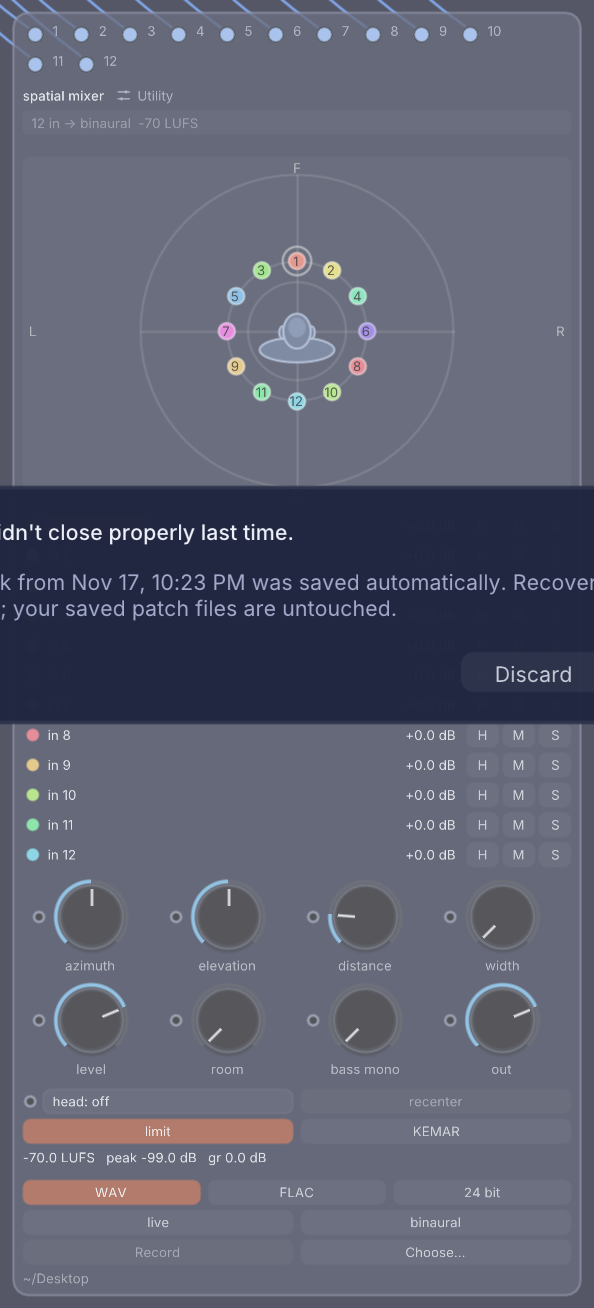 1 2 3 4 5 6 7 8 9 10
11 12
spatial mixer Utility
12 in → binaural -70 LUFS
F
1
3 2
5 4
L 7 6 R
9 8
11 10
12
idn't close properly last time.
k from Nov 17, 10:23 PM was saved automatically. Recover
; your saved patch files are untouched.
Discard
in 8 +0.0 dB H M S
in 9 +0.0 dB H M S
in 10 +0.0 dB H M S
in 11 +0.0 dB H M S
in 12 +0.0 dB H M S
azimuth elevation distance width
level room bass mono out
head: off recenter
limit KEMAR
-70.0 LUFS peak -99.0 dB gr 0.0 dB
WAV FLAC 24 bit
live binaural
Record Choose...
~/Desktop